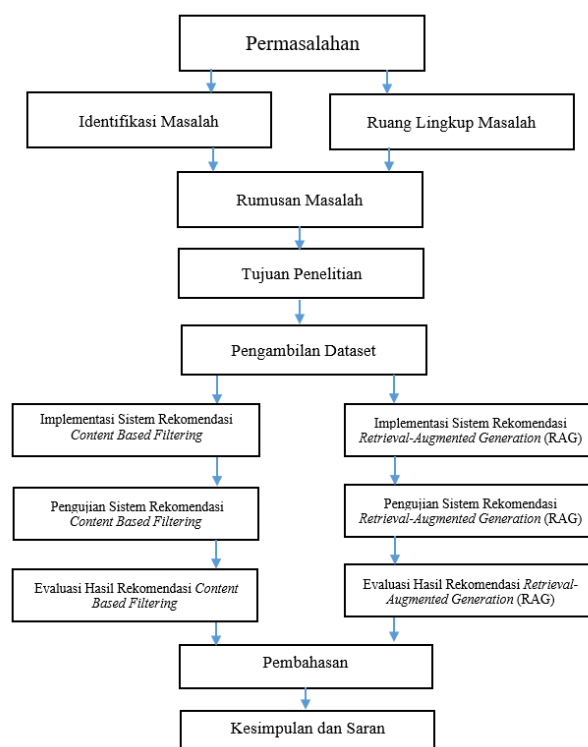 Permasalahan
Identifikasi Masalah
Ruang Lingkup Masalah
Rumusan Masalah
Tujuan Penelitian
Pengambilan Dataset
Implementasi Sistem Rekomendasi
Content Based Filtering
Implementasi Sistem Rekomendasi
Retrieval-Augmented Generation (RAG)
Pengujian Sistem Rekomendasi
Content Based Filtering
Pengujian Sistem Rekomendasi
Retrieval-Augmented Generation (RAG)
Evaluasi Hasil Rekomendasi Content
Based Filtering
Evaluasi Hasil Rekomendasi Retrieval-
Augmented Generation (RAG)
Pembahasan
Kesimpulan dan Saran